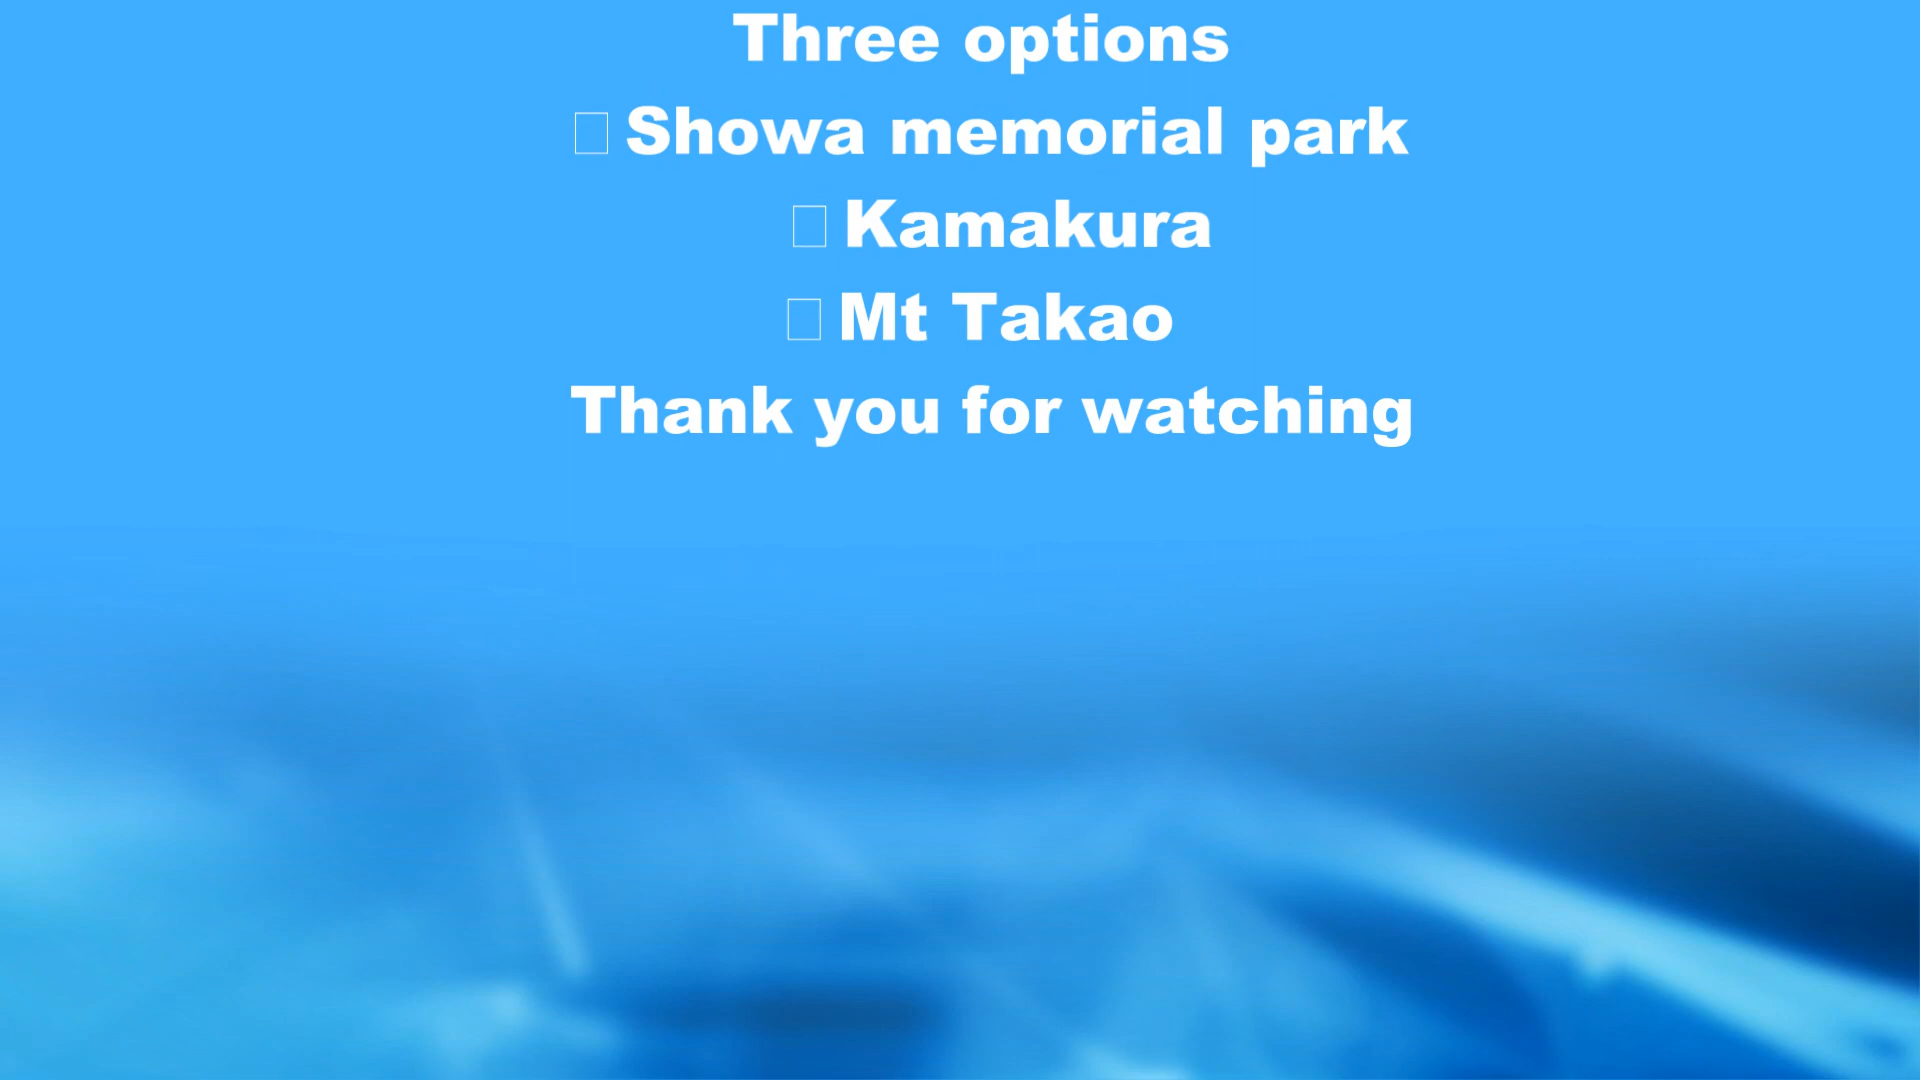 Three options
□ Showa memorial park
□ Kamakura
□ Mt Takao
Thank you for watching